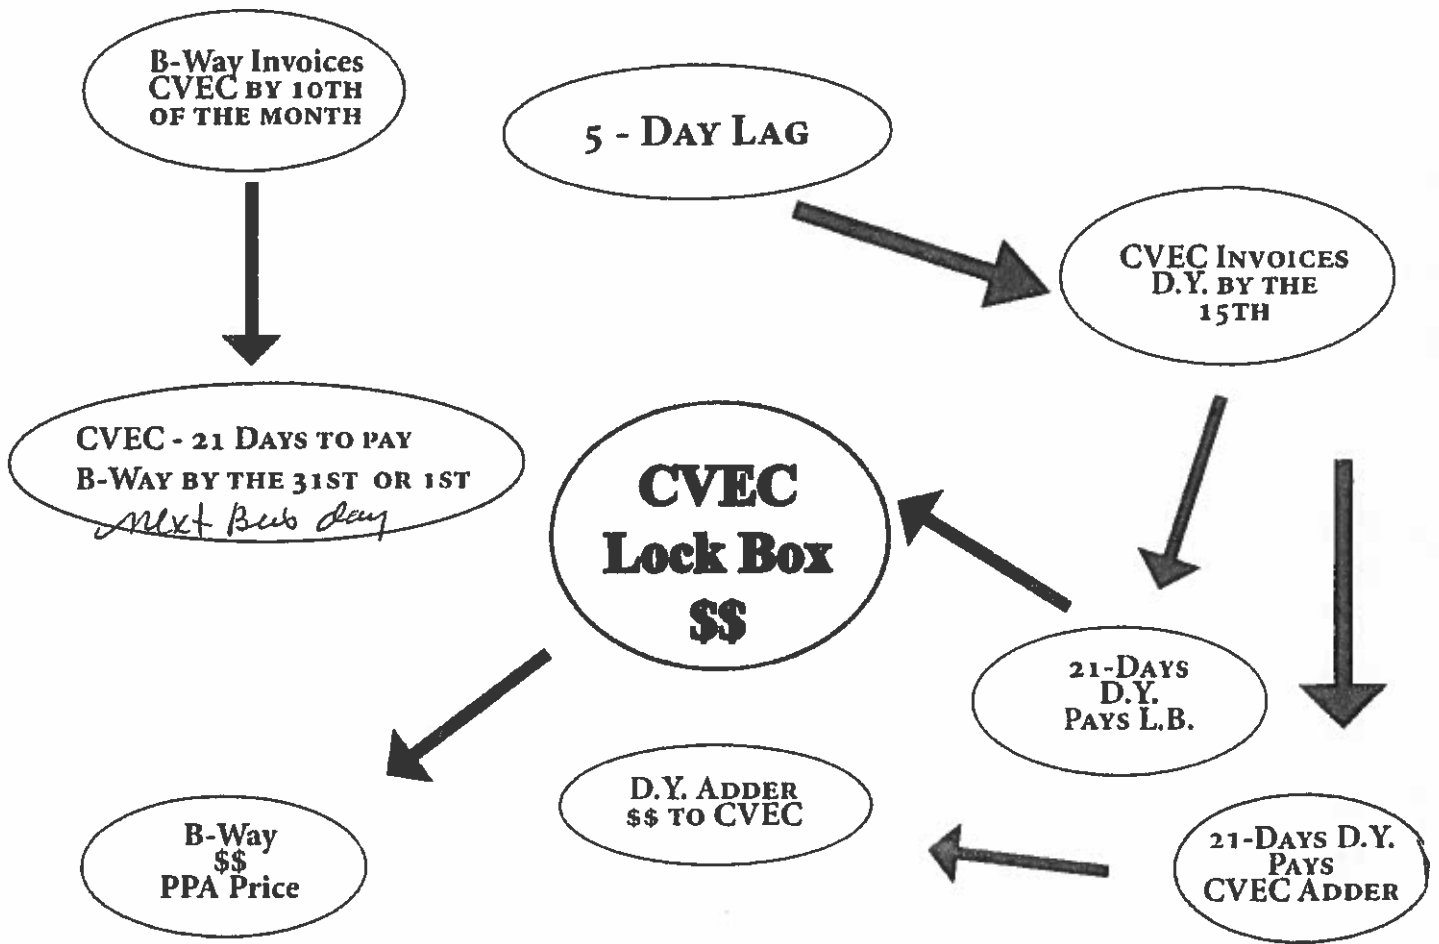 B-Way Invoices
CVEC BY 10TH
OF THE MONTH
5 - DAY LAG
CVEC INVOICES
D.Y. BY THE
15TH
CVEC - 21 DAYS TO PAY
B-WAY BY THE 31ST OR 1ST
next Bus day
CVEC
Lock Box
$$
21-DAYS
D.Y.
PAYS L.B.
D.Y. ADDER
$$ TO CVEC
B-Way
$$
PPA Price
21-DAYS D.Y.
PAYS
CVEC ADDER